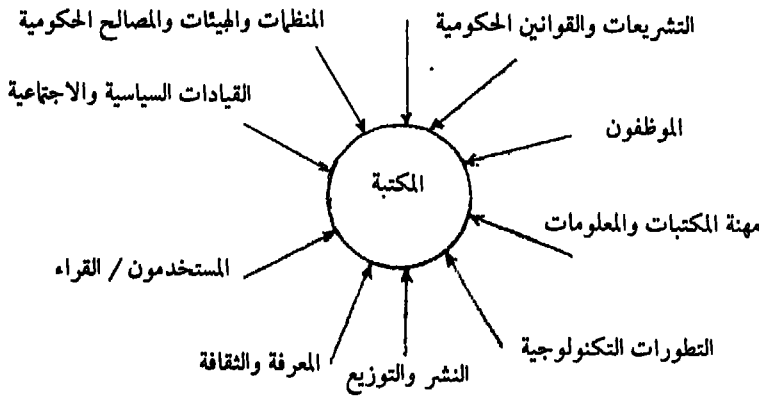 المنظمات والهيئات والمصالح الحكومية
التشريعات والقوانين الحكومية
القيادات السياسية والاجتماعية
الموظفون
المكتبة
مهنة المكتبات والمعلومات
المستخدمون / القراء
التطورات التكنولوجية
المعرفة والثقافة
النشر والتوزيع